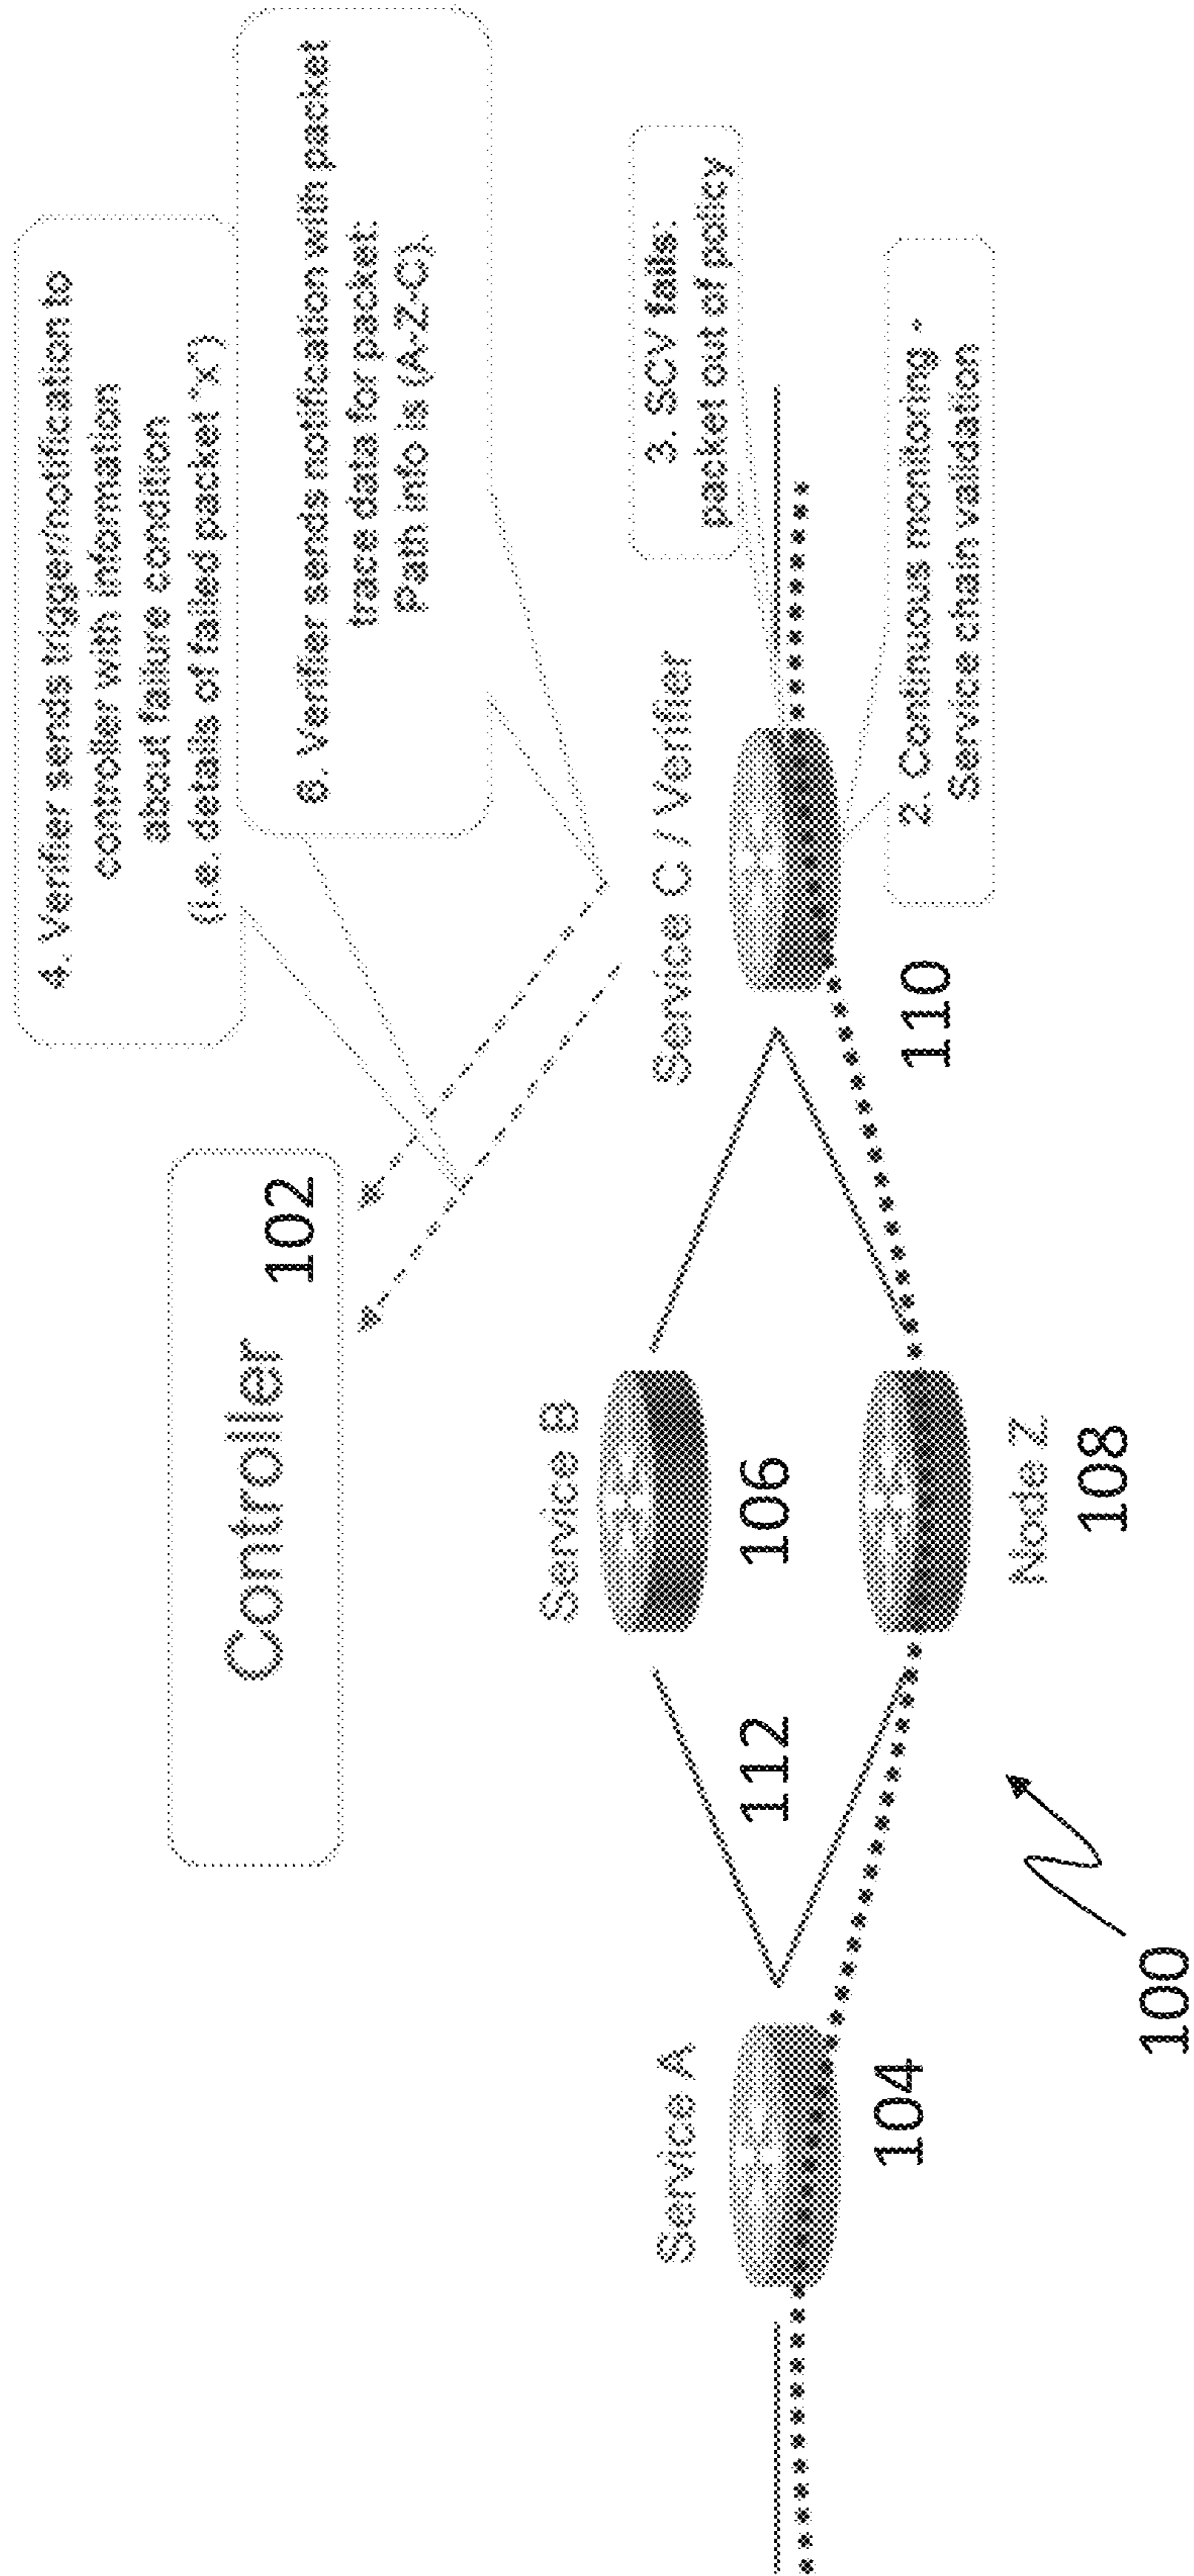 4. Verifier sends trigger/notification to
controller with information
about failure condition
(i.e. details of failed packet "x")
6. Verifier sends notification with packet
trace data for packet:
Path info is (A-Z-C).
Controller
102
3. SCV fails:
packet out of policy
Service C / Verifier
110
2. Continuous monitoring -
Service chain validation
Service B
106
112
Service A
104
Node Z
108
100